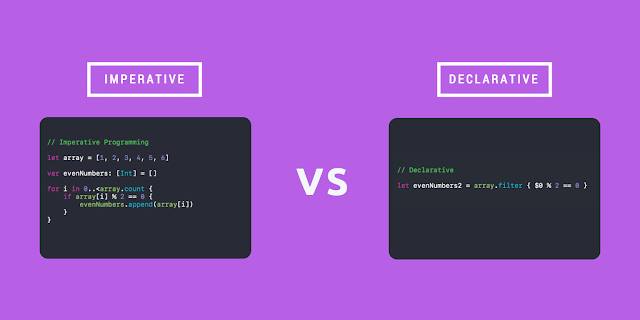 IMPERATIVE
// Imperative Programming
let array = [1, 2, 3, 4, 5, 6]
var evenNumbers: [Int] = []
for i in 0..<array.count {
    if array[i] % 2 == 0 {
        evenNumbers.append(array[i])
    }
}
VS
DECLARATIVE
// Declarative
let evenNumbers2 = array.filter { $0 % 2 == 0 }